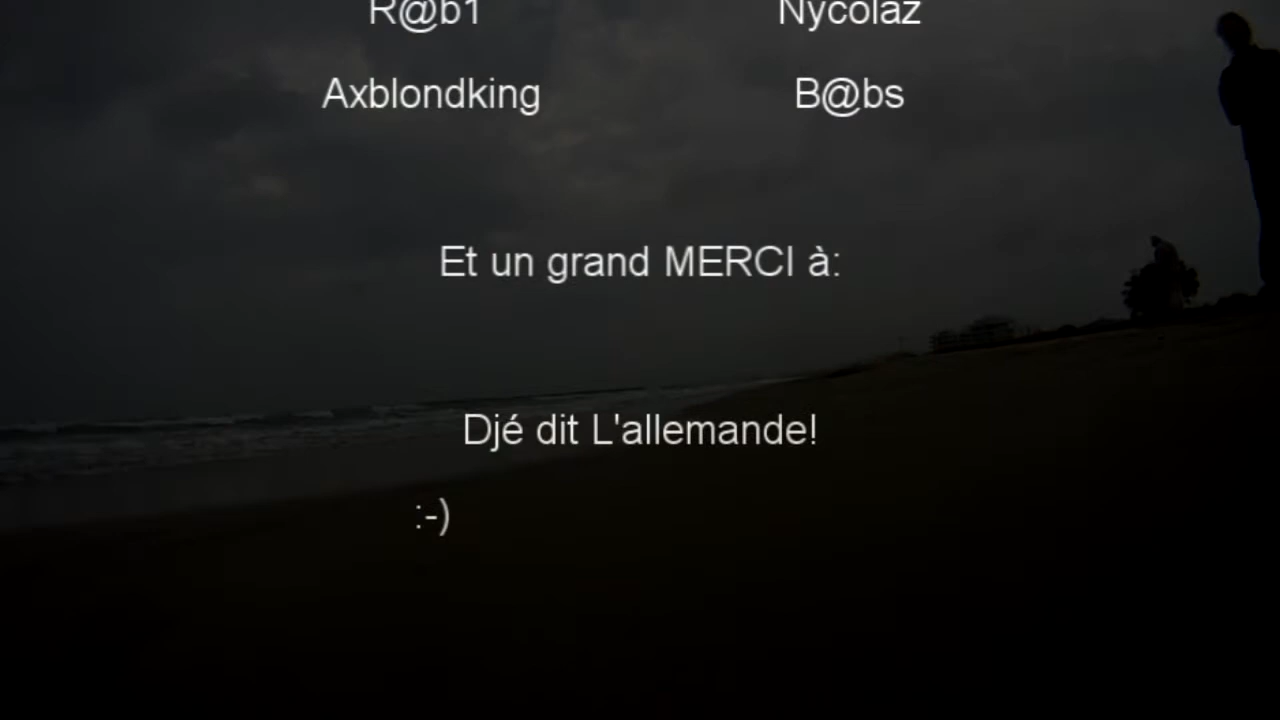 R@b1 Nycolaz
Axblondking B@bs
Et un grand MERCI à:
Djé dit L'allemande!
:-)